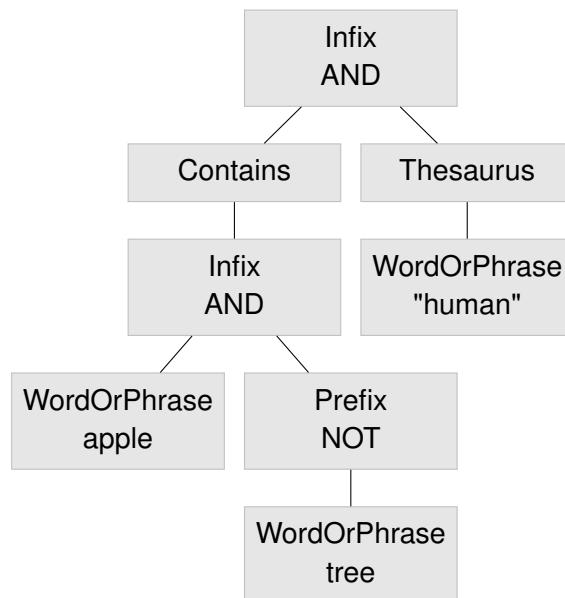 Infix
AND
Contains
Thesaurus
Infix
AND
WordOrPhrase
"human"
WordOrPhrase
apple
Prefix
NOT
WordOrPhrase
tree